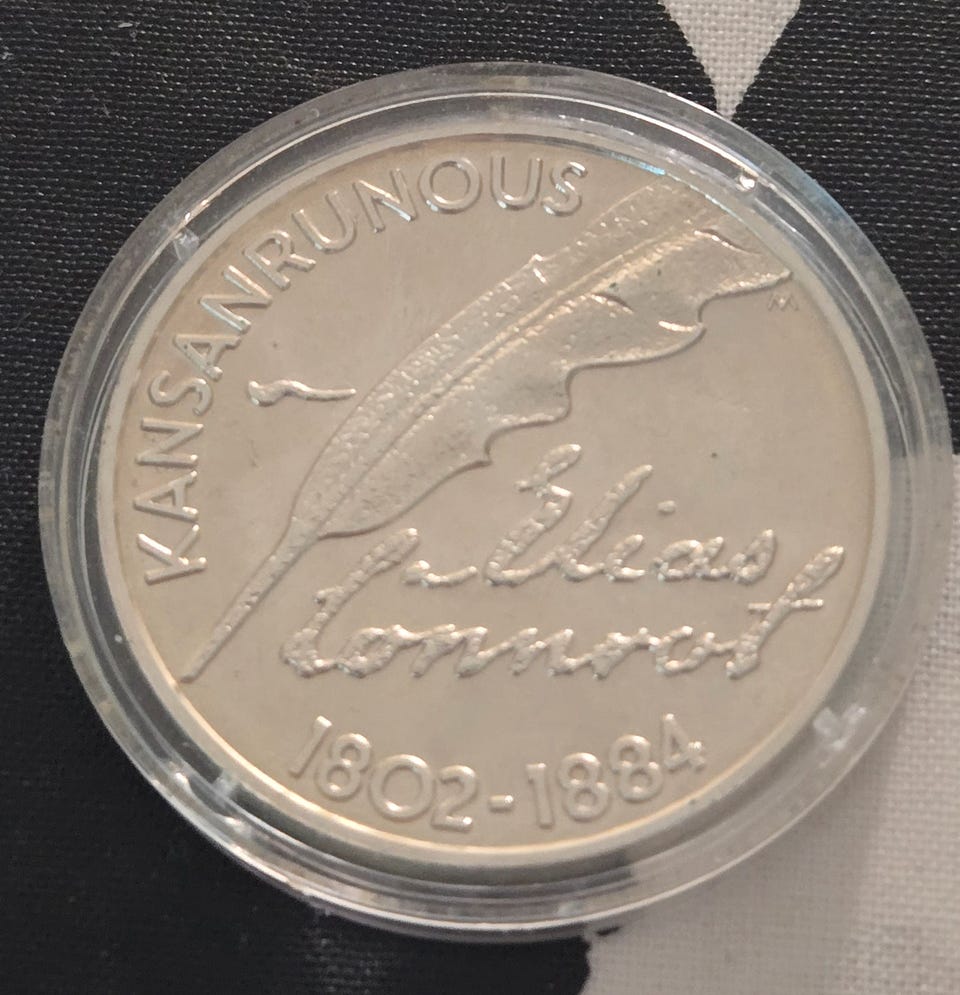 KANSANRUNOUS
Elias
Lönnrot
1802-1884